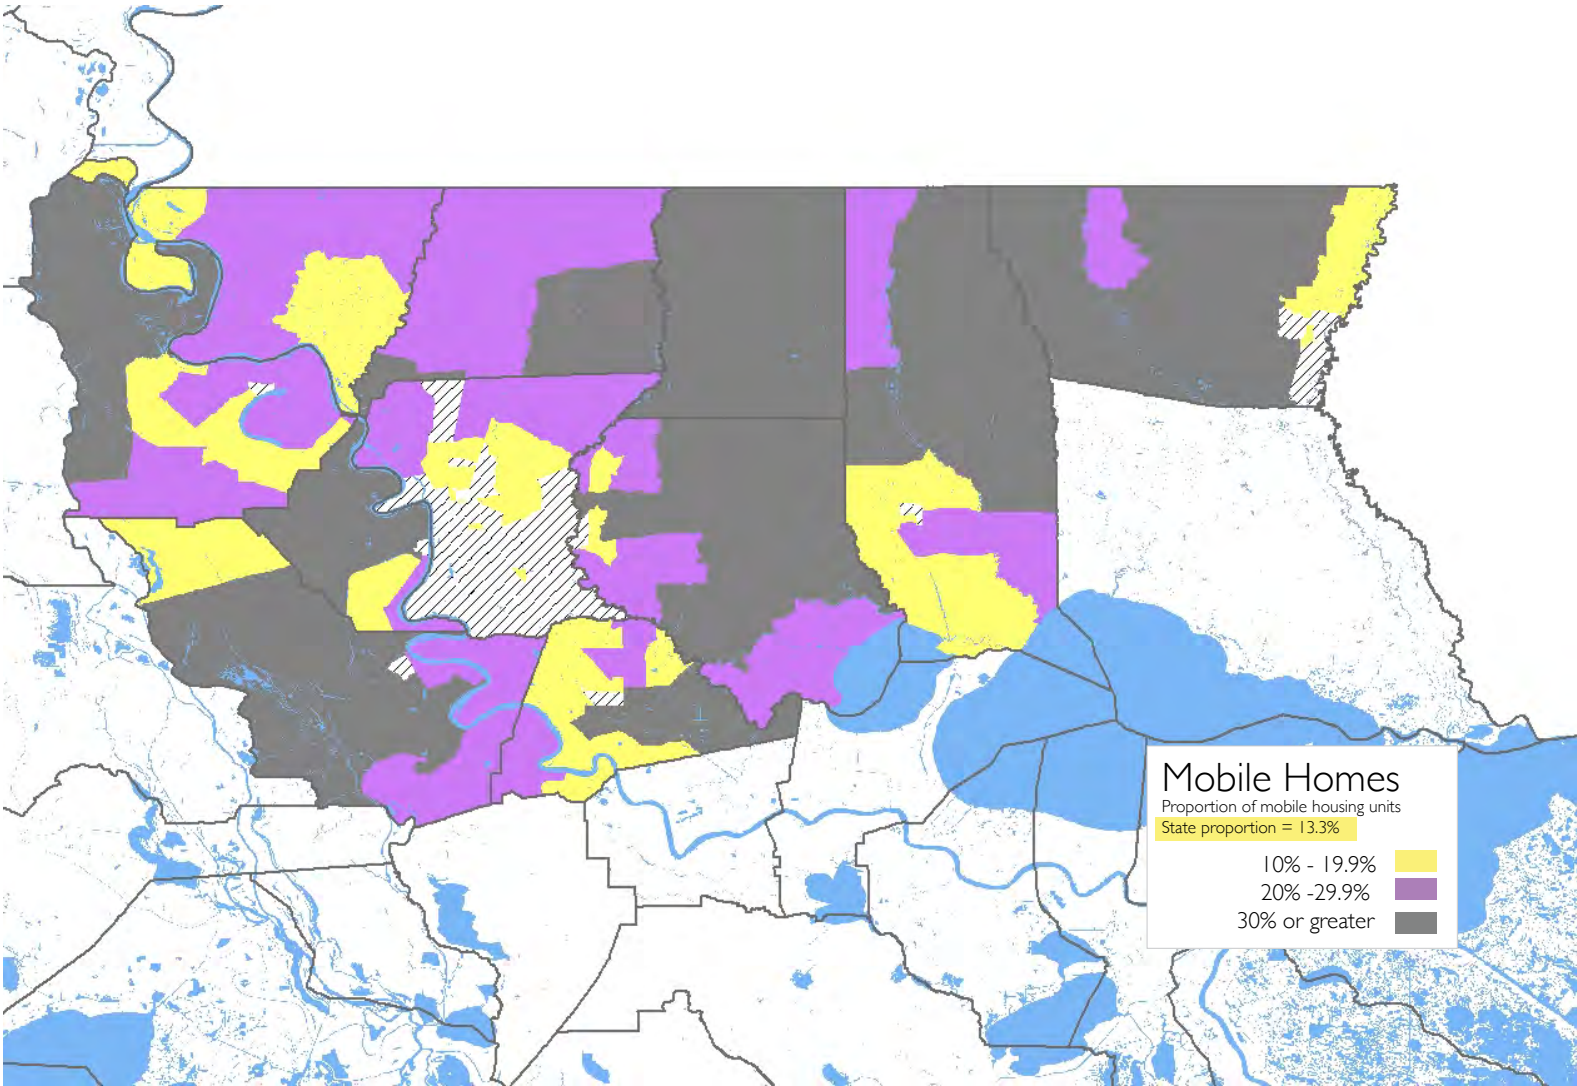 Mobile Homes
Proportion of mobile housing units
State proportion = 13.3%
10% - 19.9%
20% -29.9%
30% or greater